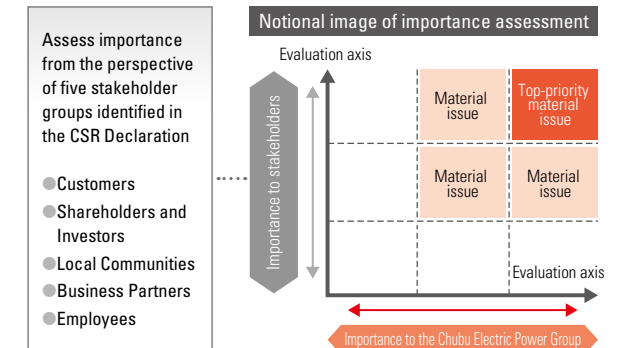 Assess importance
from the perspective
of five stakeholder
groups identified in
the CSR Declaration
●Customers
●Shareholders and
Investors
●Local Communities
●Business Partners
●Employees
Notional image of importance assessment
Evaluation axis
Importance to stakeholders
Material
issue
Top-priority
material
issue
Material
issue
Material
issue
Evaluation axis
Importance to the Chubu Electric Power Group